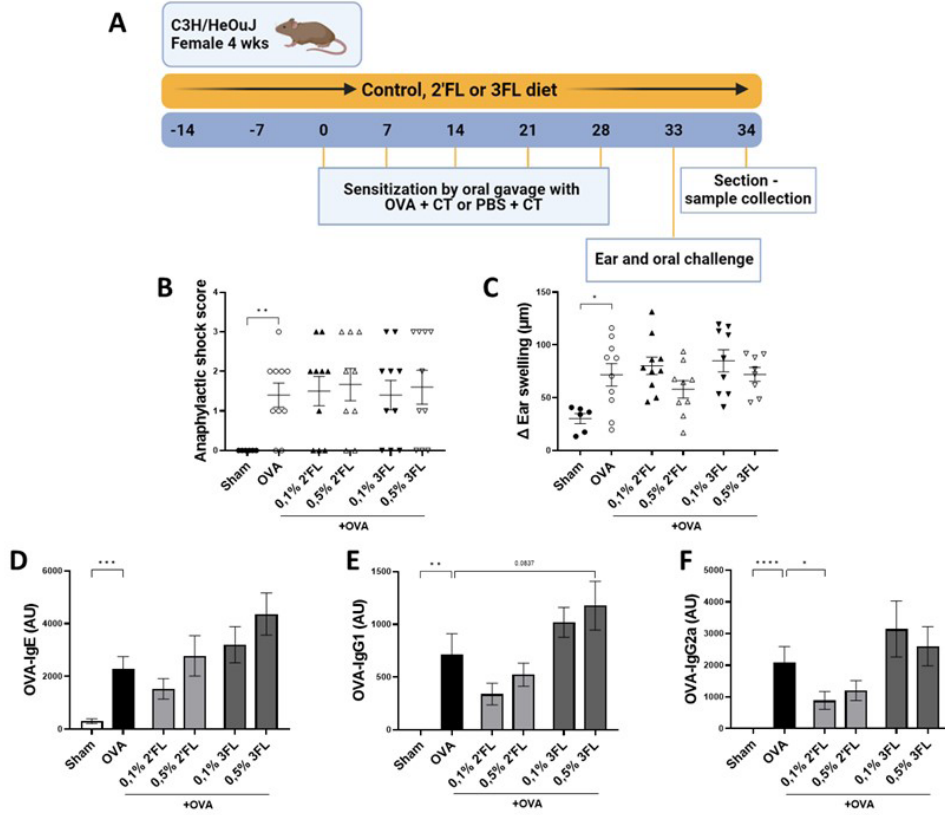 A
C3H/HeOuJ
Female 4 wks
Control, 2'FL or 3FL diet
-14 -7 0 7 14 21 28 33 34
Sensitization by oral gavage with
OVA + CT or PBS + CT
Section -
sample collection
Ear and oral challenge
B
Anaphylactic shock score
4
3
2
1
0
**
Sham OVA 0,1% 2'FL 0,5% 2'FL 0,1% 3FL 0,5% 3FL
+OVA
C
Δ Ear swelling (µm)
150
100
50
0
*
Sham OVA 0,1% 2'FL 0,5% 2'FL 0,1% 3FL 0,5% 3FL
+OVA
D
OVA-IgE (AU)
6000
4000
2000
0
***
Sham OVA 0,1% 2'FL 0,5% 2'FL 0,1% 3FL 0,5% 3FL
+OVA
E
OVA-IgG1 (AU)
1500
1000
500
0
**
0.0837
Sham OVA 0,1% 2'FL 0,5% 2'FL 0,1% 3FL 0,5% 3FL
+OVA
F
OVA-IgG2a (AU)
5000
4000
3000
2000
1000
0
****
*
Sham OVA 0,1% 2'FL 0,5% 2'FL 0,1% 3FL 0,5% 3FL
+OVA